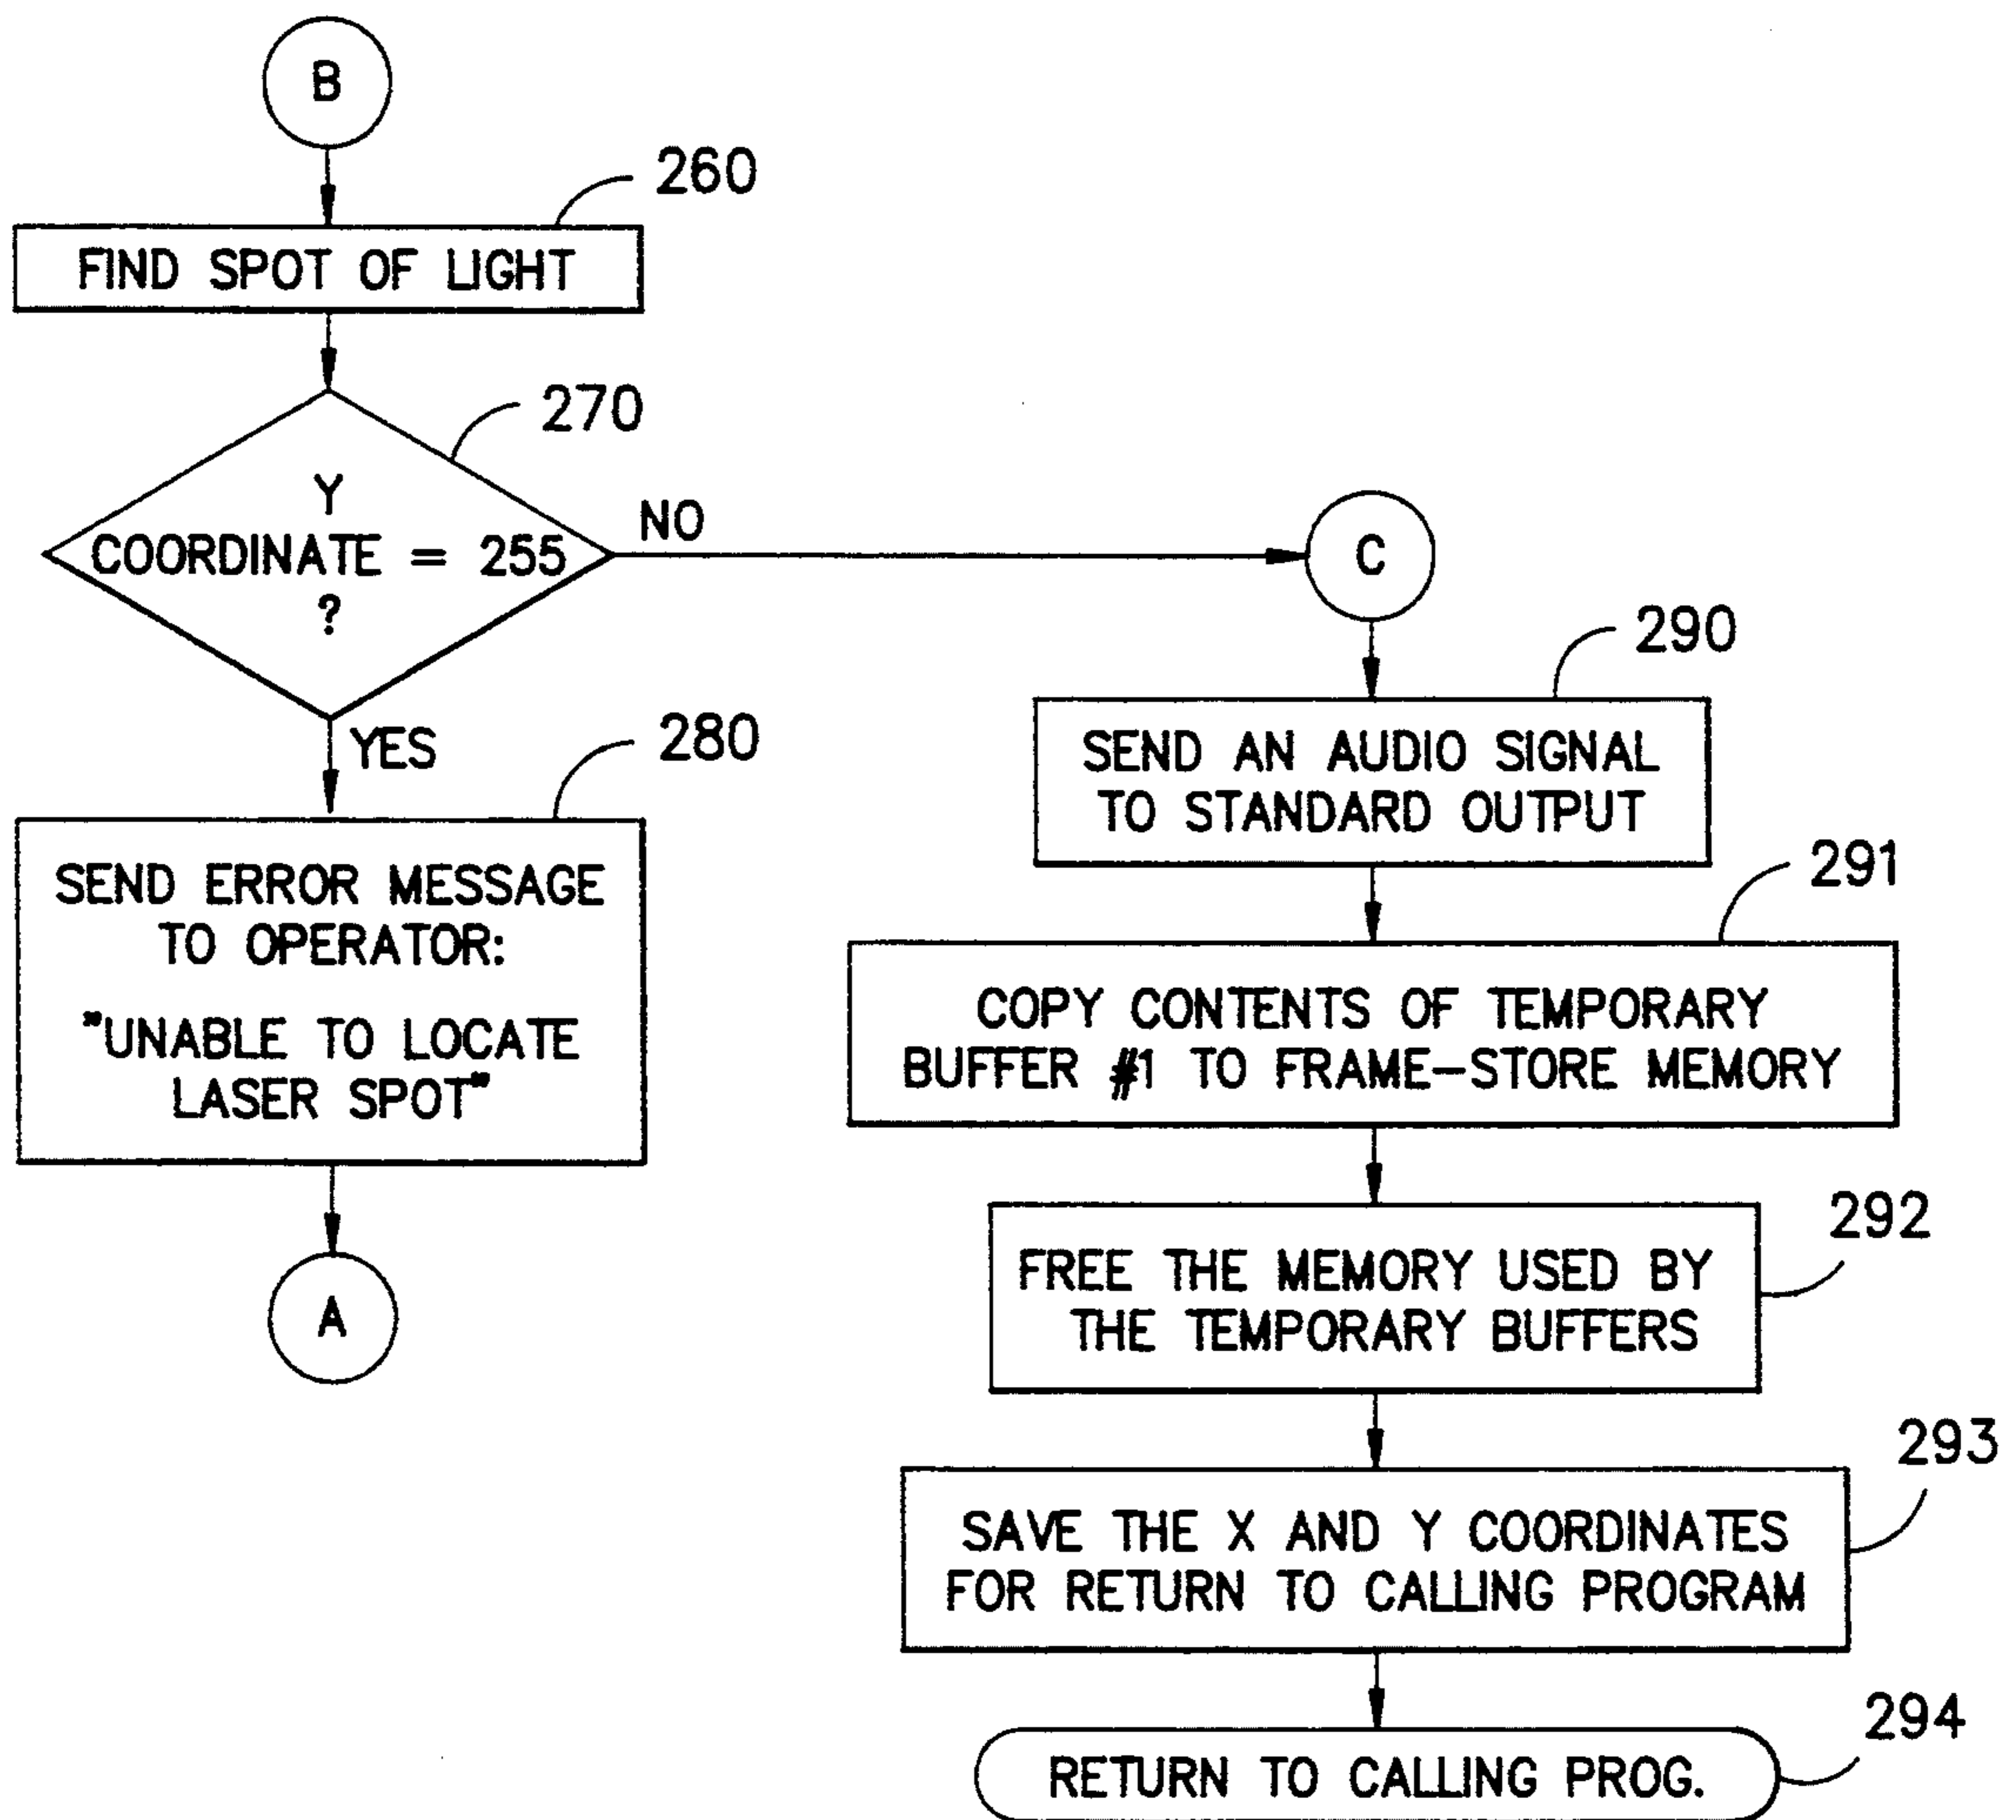 B
260
FIND SPOT OF LIGHT
270
Y
COORDINATE = 255
?
NO
C
YES
280
SEND ERROR MESSAGE
TO OPERATOR:
"UNABLE TO LOCATE
LASER SPOT"
A
290
SEND AN AUDIO SIGNAL
TO STANDARD OUTPUT
291
COPY CONTENTS OF TEMPORARY
BUFFER #1 TO FRAME-STORE MEMORY
292
FREE THE MEMORY USED BY
THE TEMPORARY BUFFERS
293
SAVE THE X AND Y COORDINATES
FOR RETURN TO CALLING PROGRAM
294
RETURN TO CALLING PROG.